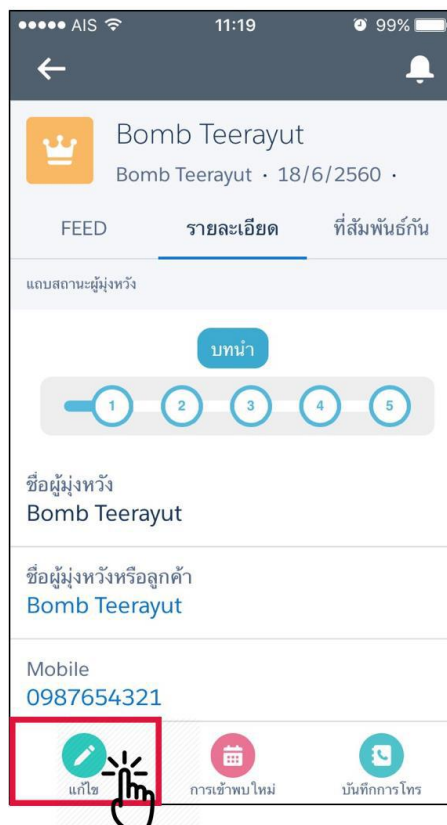 AIS 11:19 99%
Bomb Teerayut
Bomb Teerayut · 18/6/2560 ·
FEED รายละเอียด ที่สัมพันธ์กัน
แถบสถานะผู้มุ่งหวัง
บทนำ
1 2 3 4 5
ชื่อผู้มุ่งหวัง
Bomb Teerayut
ชื่อผู้มุ่งหวังหรือลูกค้า
Bomb Teerayut
Mobile
0987654321
แก้ไข การเข้าพบใหม่ บันทึกการโทร